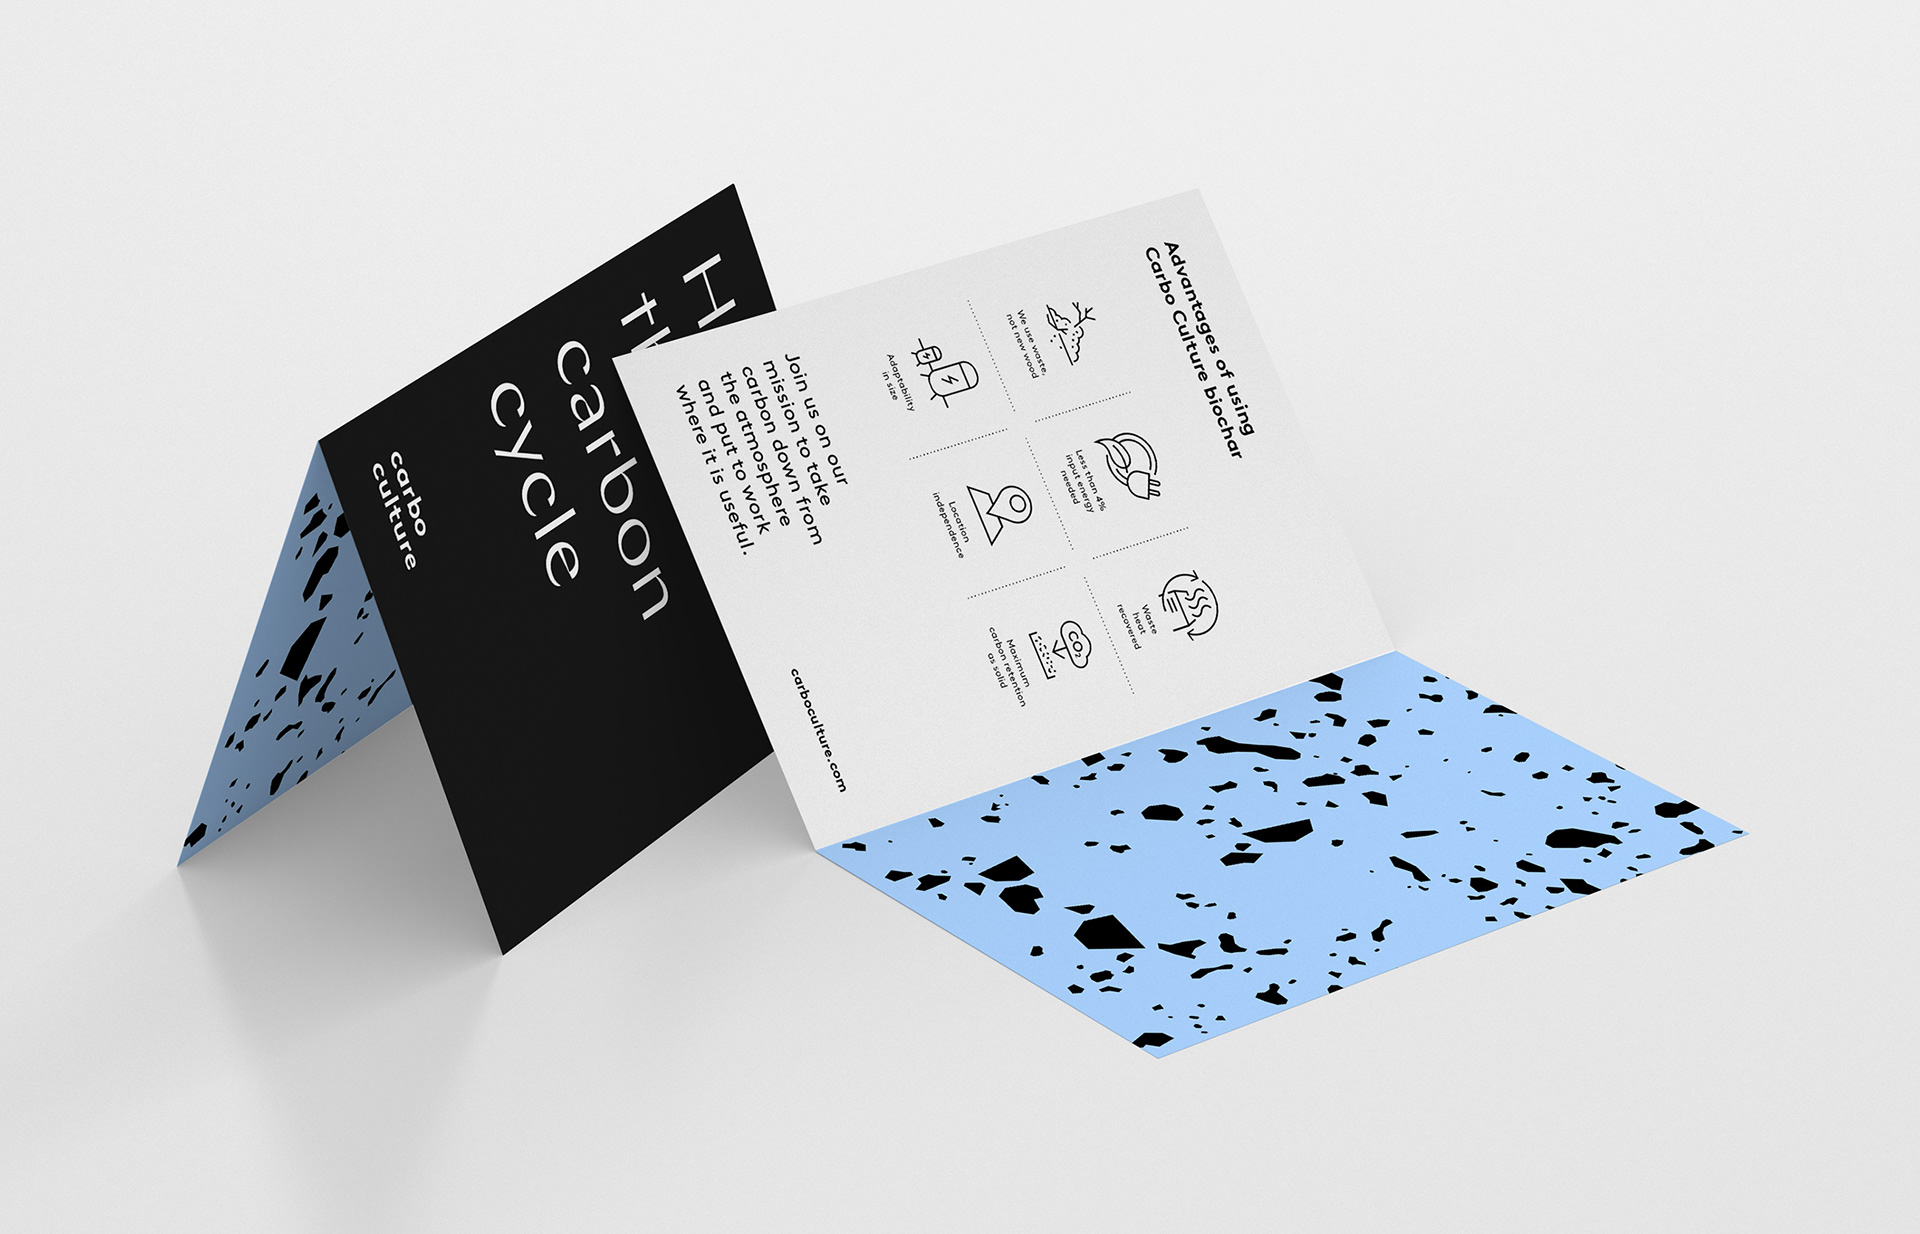 carbon
cycle
carbo
culture
Advantages of using
Carbo Culture biochar
We use waste,
not new wood
Less than 4%
input energy
needed
Waste
heat
recovered
Adaptability
in size
Location
independence
CO₂
Maximum
carbon retention
as solid
Join us on our
mission to take
carbon down from
the atmosphere
and put to work
where it is useful.
carboculture.com